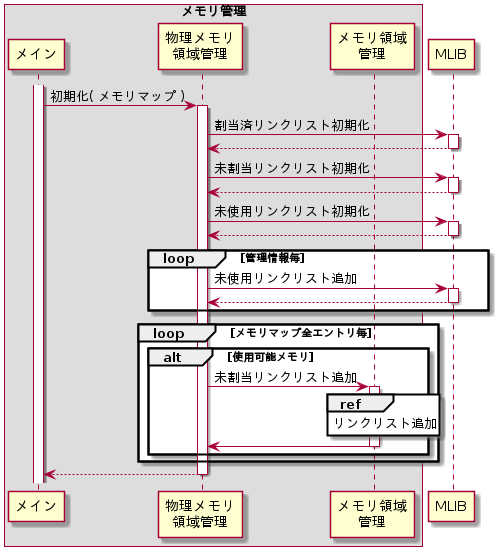 メモリ管理
メイン
物理メモリ
領域管理
メモリ領域
管理
MLIB
初期化( メモリマップ )
割当済リンクリスト初期化
未割当リンクリスト初期化
未使用リンクリスト初期化
loop
[管理情報毎]
未使用リンクリスト追加
loop
[メモリマップ全エントリ毎]
alt
[使用可能メモリ]
未割当リンクリスト追加
ref
リンクリスト追加
メイン
物理メモリ
領域管理
メモリ領域
管理
MLIB